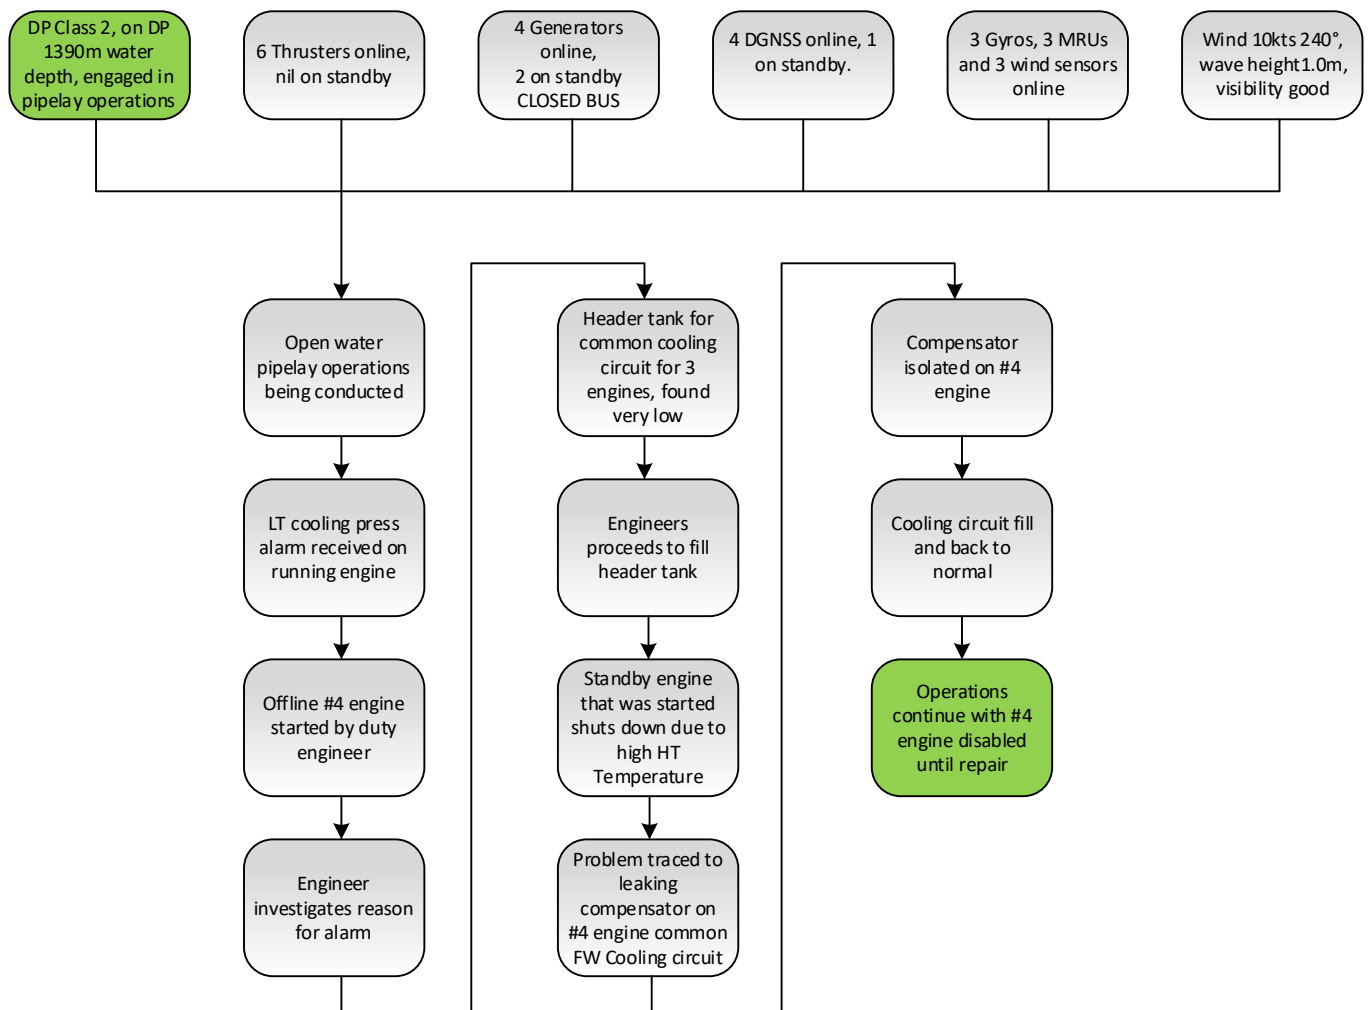 DP Class 2, on DP
1390m water
depth, engaged in
pipelay operations
6 Thrusters online,
nil on standby
4 Generators
online,
2 on standby
CLOSED BUS
4 DGNSS online, 1
on standby.
3 Gyros, 3 MRUs
and 3 wind sensors
online
Wind 10kts 240°,
wave height1.0m,
visibility good
Open water
pipelay operations
being conducted
LT cooling press
alarm received on
running engine
Offline #4 engine
started by duty
engineer
Engineer
investigates reason
for alarm
Header tank for
common cooling
circuit for 3
engines, found
very low
Engineers
proceeds to fill
header tank
Standby engine
that was started
shuts down due to
high HT
Temperature
Problem traced to
leaking
compensator on
#4 engine common
FW Cooling circuit
Compensator
isolated on #4
engine
Cooling circuit fill
and back to
normal
Operations
continue with #4
engine disabled
until repair